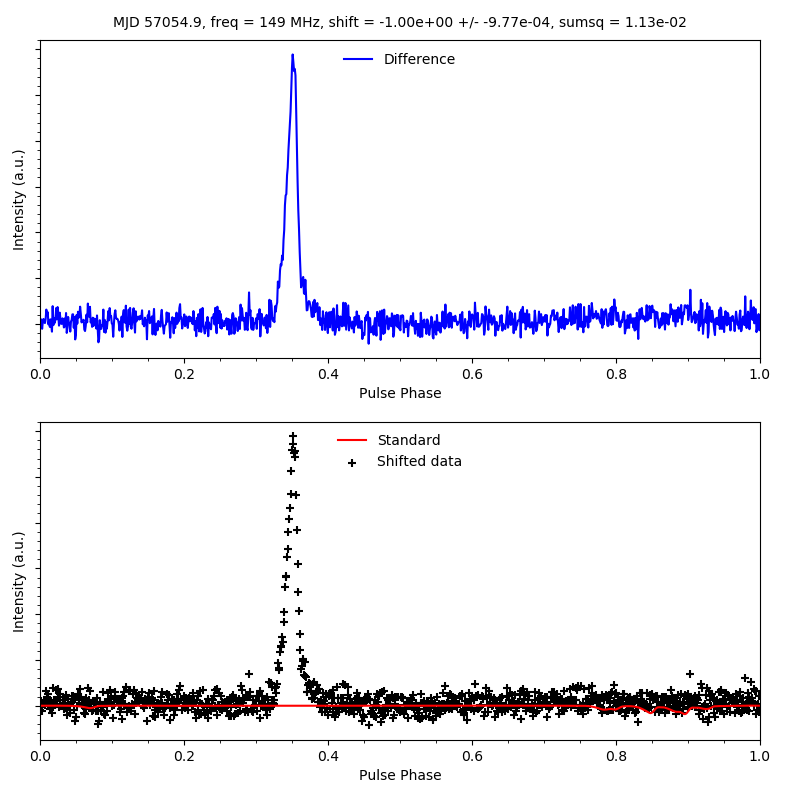 MJD 57054.9, freq = 149 MHz, shift = -1.00e+00 +/- -9.77e-04, sumsq = 1.13e-02
Difference
Intensity (a.u.)
0.0 0.2 0.4 0.6 0.8 1.0
Pulse Phase
Standard
Shifted data
Intensity (a.u.)
0.0 0.2 0.4 0.6 0.8 1.0
Pulse Phase